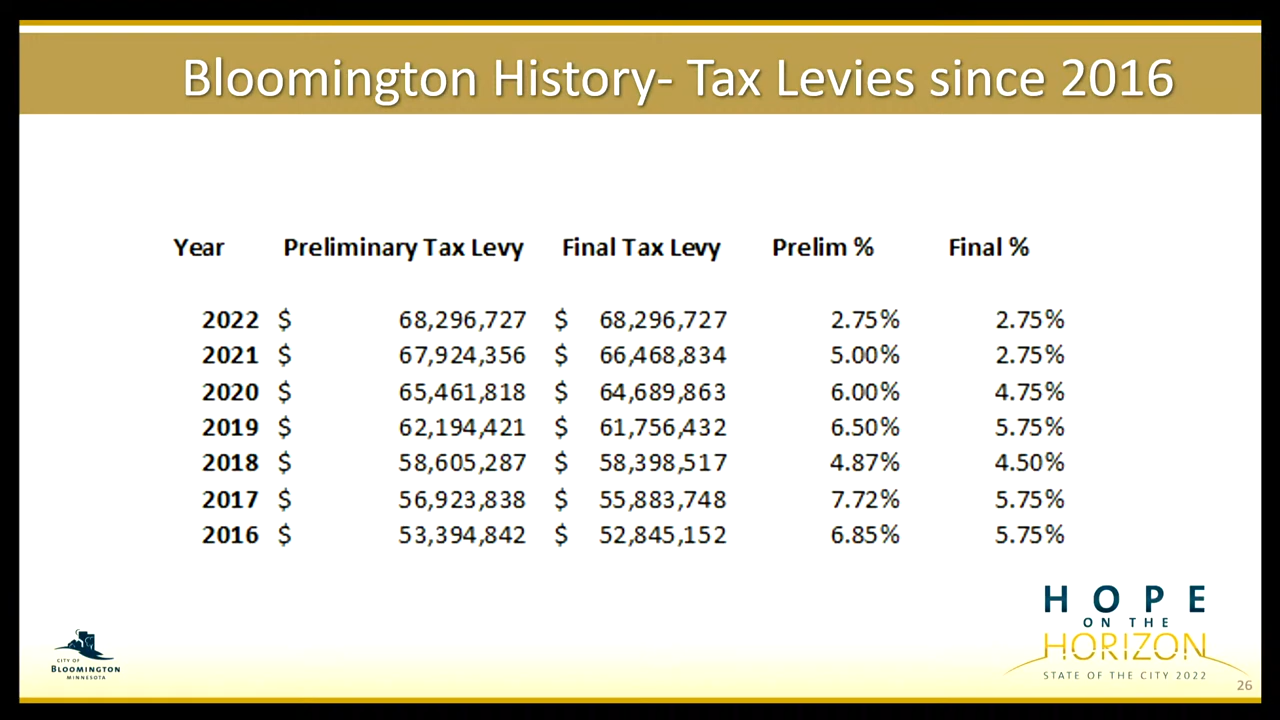 Bloomington History- Tax Levies since 2016
Year Preliminary Tax Levy Final Tax Levy Prelim % Final %
2022 $ 68,296,727 $ 68,296,727 2.75% 2.75%
2021 $ 67,924,356 $ 66,468,834 5.00% 2.75%
2020 $ 65,461,818 $ 64,689,863 6.00% 4.75%
2019 $ 62,194,421 $ 61,756,432 6.50% 5.75%
2018 $ 58,605,287 $ 58,398,517 4.87% 4.50%
2017 $ 56,923,838 $ 55,883,748 7.72% 5.75%
2016 $ 53,394,842 $ 52,845,152 6.85% 5.75%
CITY OF
BLOOMINGTON
MINNESOTA
HOPE
ON THE
HORIZON
STATE OF THE CITY 2022
26